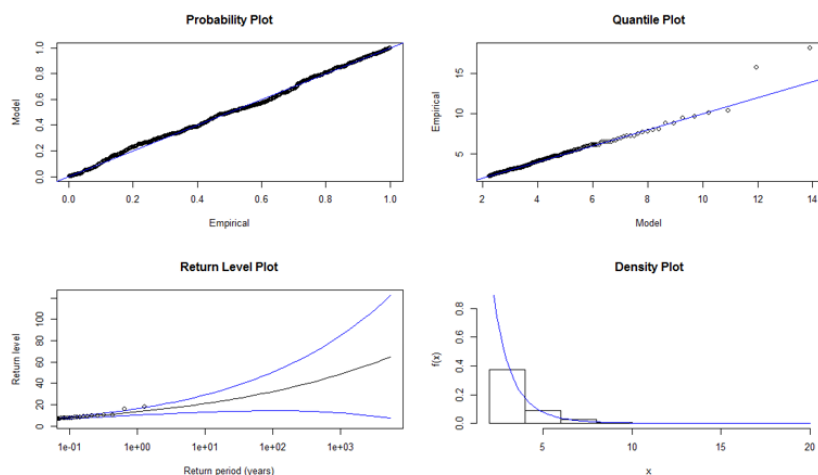 Probability Plot
Model
0.0 0.2 0.4 0.6 0.8 1.0
0.0 0.2 0.4 0.6 0.8 1.0
Empirical
Quantile Plot
Empirical
5 10 15
2 4 6 8 10 12 14
Model
Return Level Plot
Return level
0 20 40 60 80 100
1e-01 1e+00 1e+01 1e+02 1e+03
Return period (years)
Density Plot
f(x)
0.0 0.2 0.4 0.6 0.8
5 10 15 20
x